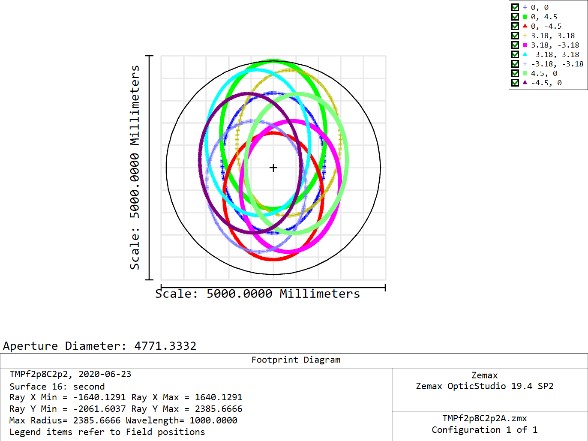 + 0, 0
0, 4.5
0, -4.5
3.18, 3.18
3.18, -3.18
-3.18, 3.18
-3.18, -3.18
4.5, 0
-4.5, 0
Scale: 5000.0000 Millimeters
Scale: 5000.0000 Millimeters
Aperture Diameter: 4771.3332
Footprint Diagram
TMPf2p8C2p2, 2020-06-23
Surface 16: second
Ray X Min = -1640.1291 Ray X Max = 1640.1291
Ray Y Min = -2061.6037 Ray Y Max = 2385.6666
Max Radius= 2385.6666 Wavelength= 1000.0000
Legend items refer to Field positions
Zemax
Zemax OpticStudio 19.4 SP2
TMPf2p8C2p2A.zmx
Configuration 1 of 1